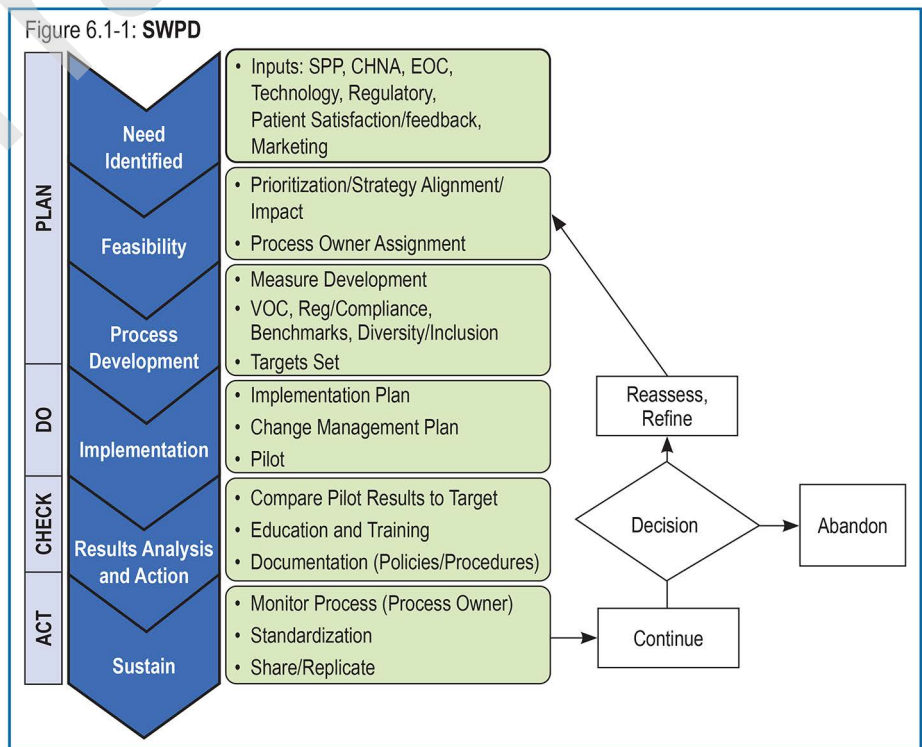 Figure 6.1-1: SWPD
PLAN
Need
Identified
• Inputs: SPP, CHNA, EOC,
Technology, Regulatory,
Patient Satisfaction/feedback,
Marketing
Feasibility
• Prioritization/Strategy Alignment/
Impact
• Process Owner Assignment
Process
Development
• Measure Development
• VOC, Reg/Compliance,
Benchmarks, Diversity/Inclusion
• Targets Set
DO
Implementation
• Implementation Plan
• Change Management Plan
• Pilot
CHECK
Results Analysis
and Action
• Compare Pilot Results to Target
• Education and Training
• Documentation (Policies/Procedures)
ACT
Sustain
• Monitor Process (Process Owner)
• Standardization
• Share/Replicate
Continue
Decision
Reassess,
Refine
Abandon